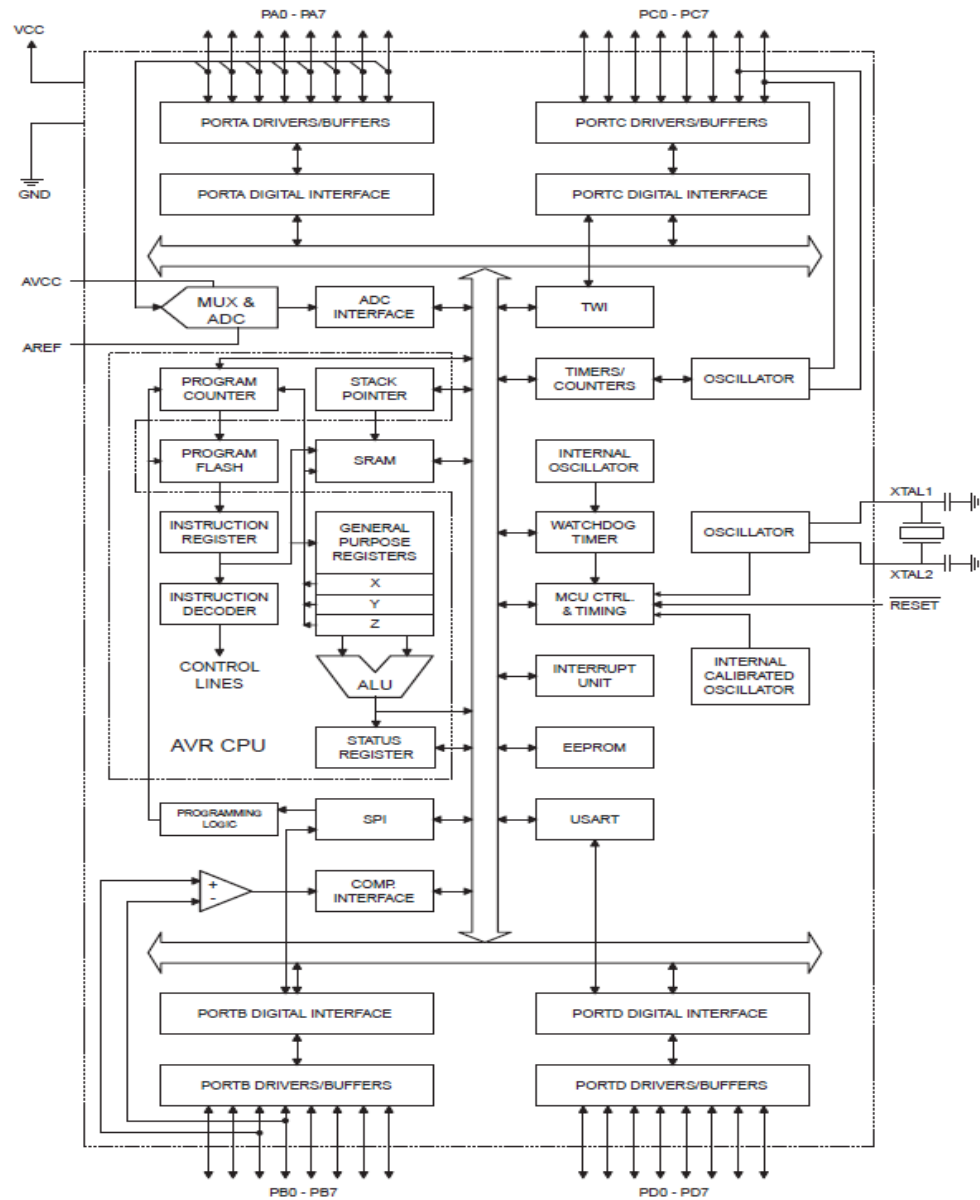 PA0 - PA7
PC0 - PC7
VCC
PORTA DRIVERS/BUFFERS
PORTC DRIVERS/BUFFERS
PORTA DIGITAL INTERFACE
PORTC DIGITAL INTERFACE
GND
AVCC
MUX &
ADC
ADC
INTERFACE
TWI
AREF
PROGRAM
COUNTER
STACK
POINTER
TIMERS/
COUNTERS
OSCILLATOR
PROGRAM
FLASH
SRAM
INTERNAL
OSCILLATOR
XTAL1
INSTRUCTION
REGISTER
GENERAL
PURPOSE
REGISTERS
WATCHDOG
TIMER
OSCILLATOR
XTAL2
X
INSTRUCTION
DECODER
Y
MCU CTRL.
& TIMING
RESET
Z
CONTROL
LINES
ALU
INTERRUPT
UNIT
INTERNAL
CALIBRATED
OSCILLATOR
AVR CPU
STATUS
REGISTER
EEPROM
PROGRAMMING
LOGIC
SPI
USART
+
-
COMP.
INTERFACE
PORTB DIGITAL INTERFACE
PORTD DIGITAL INTERFACE
PORTB DRIVERS/BUFFERS
PORTD DRIVERS/BUFFERS
PB0 - PB7
PD0 - PD7